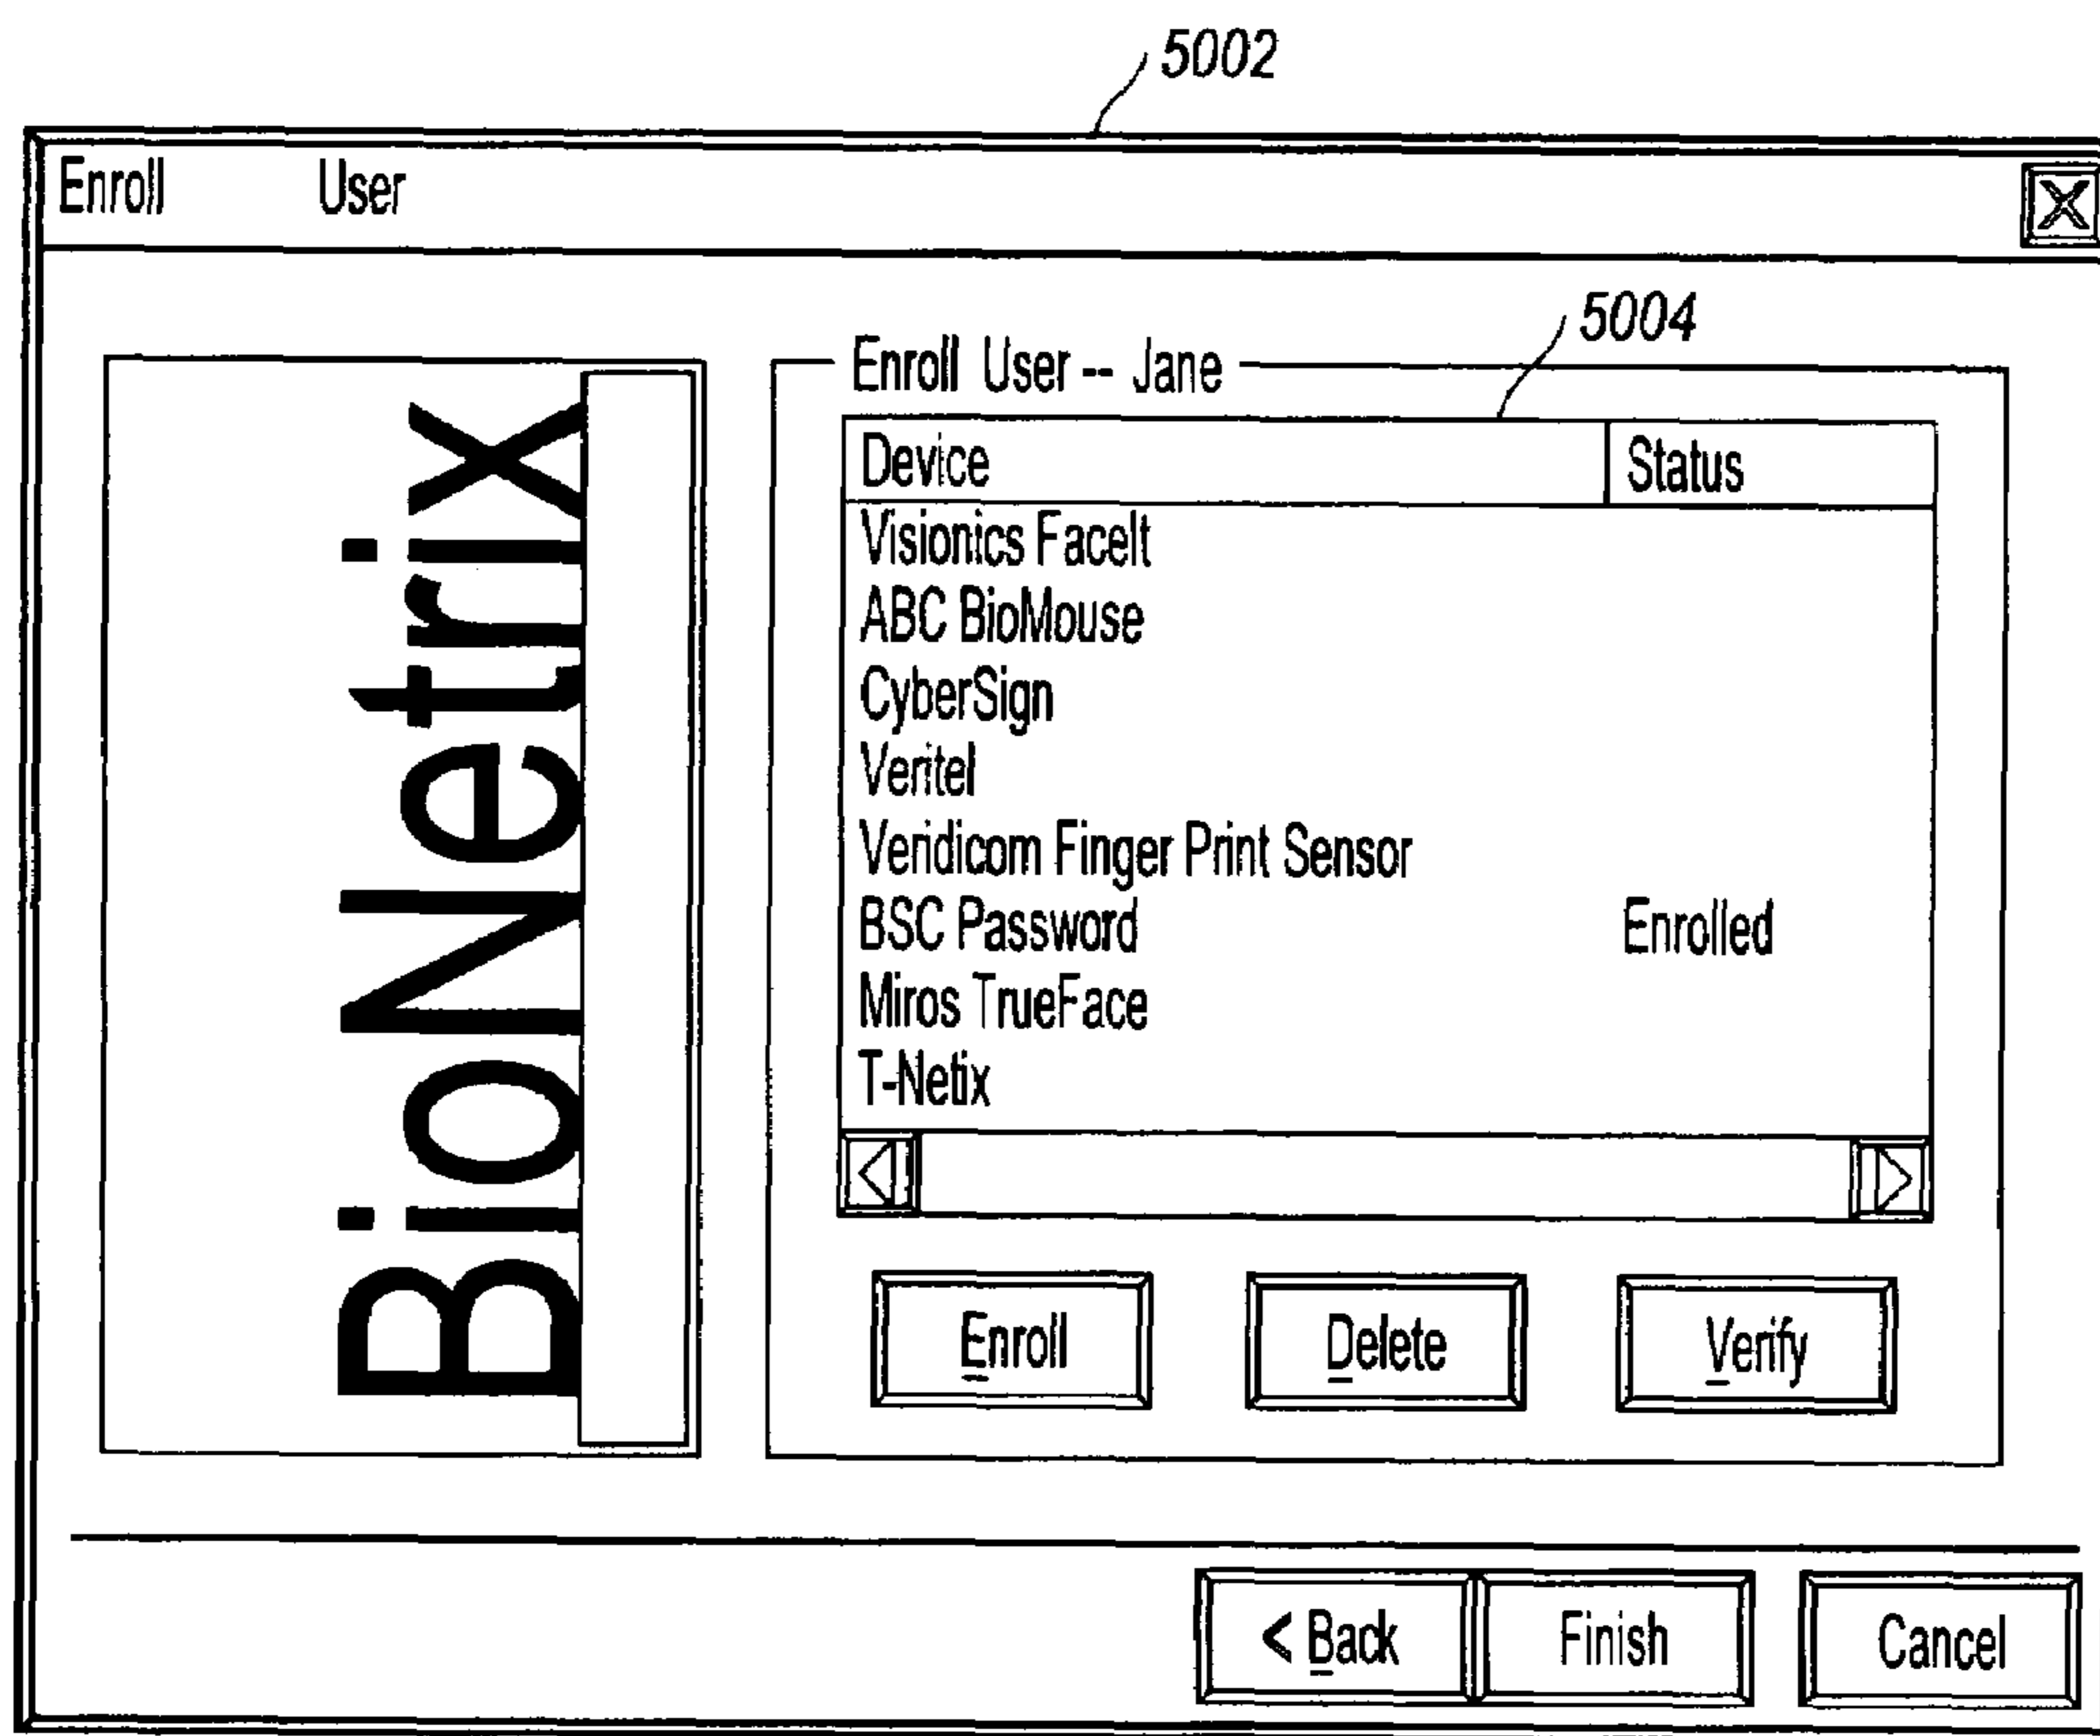 5002
Enroll User
X
BioNetrix
5004
Enroll User -- Jane
Device Status
Visionics FaceIt
ABC BioMouse
CyberSign
Veritel
Veridicom Finger Print Sensor
BSC Password Enrolled
Miros TrueFace
T-Netix
Enroll Delete Verify
< Back Finish Cancel